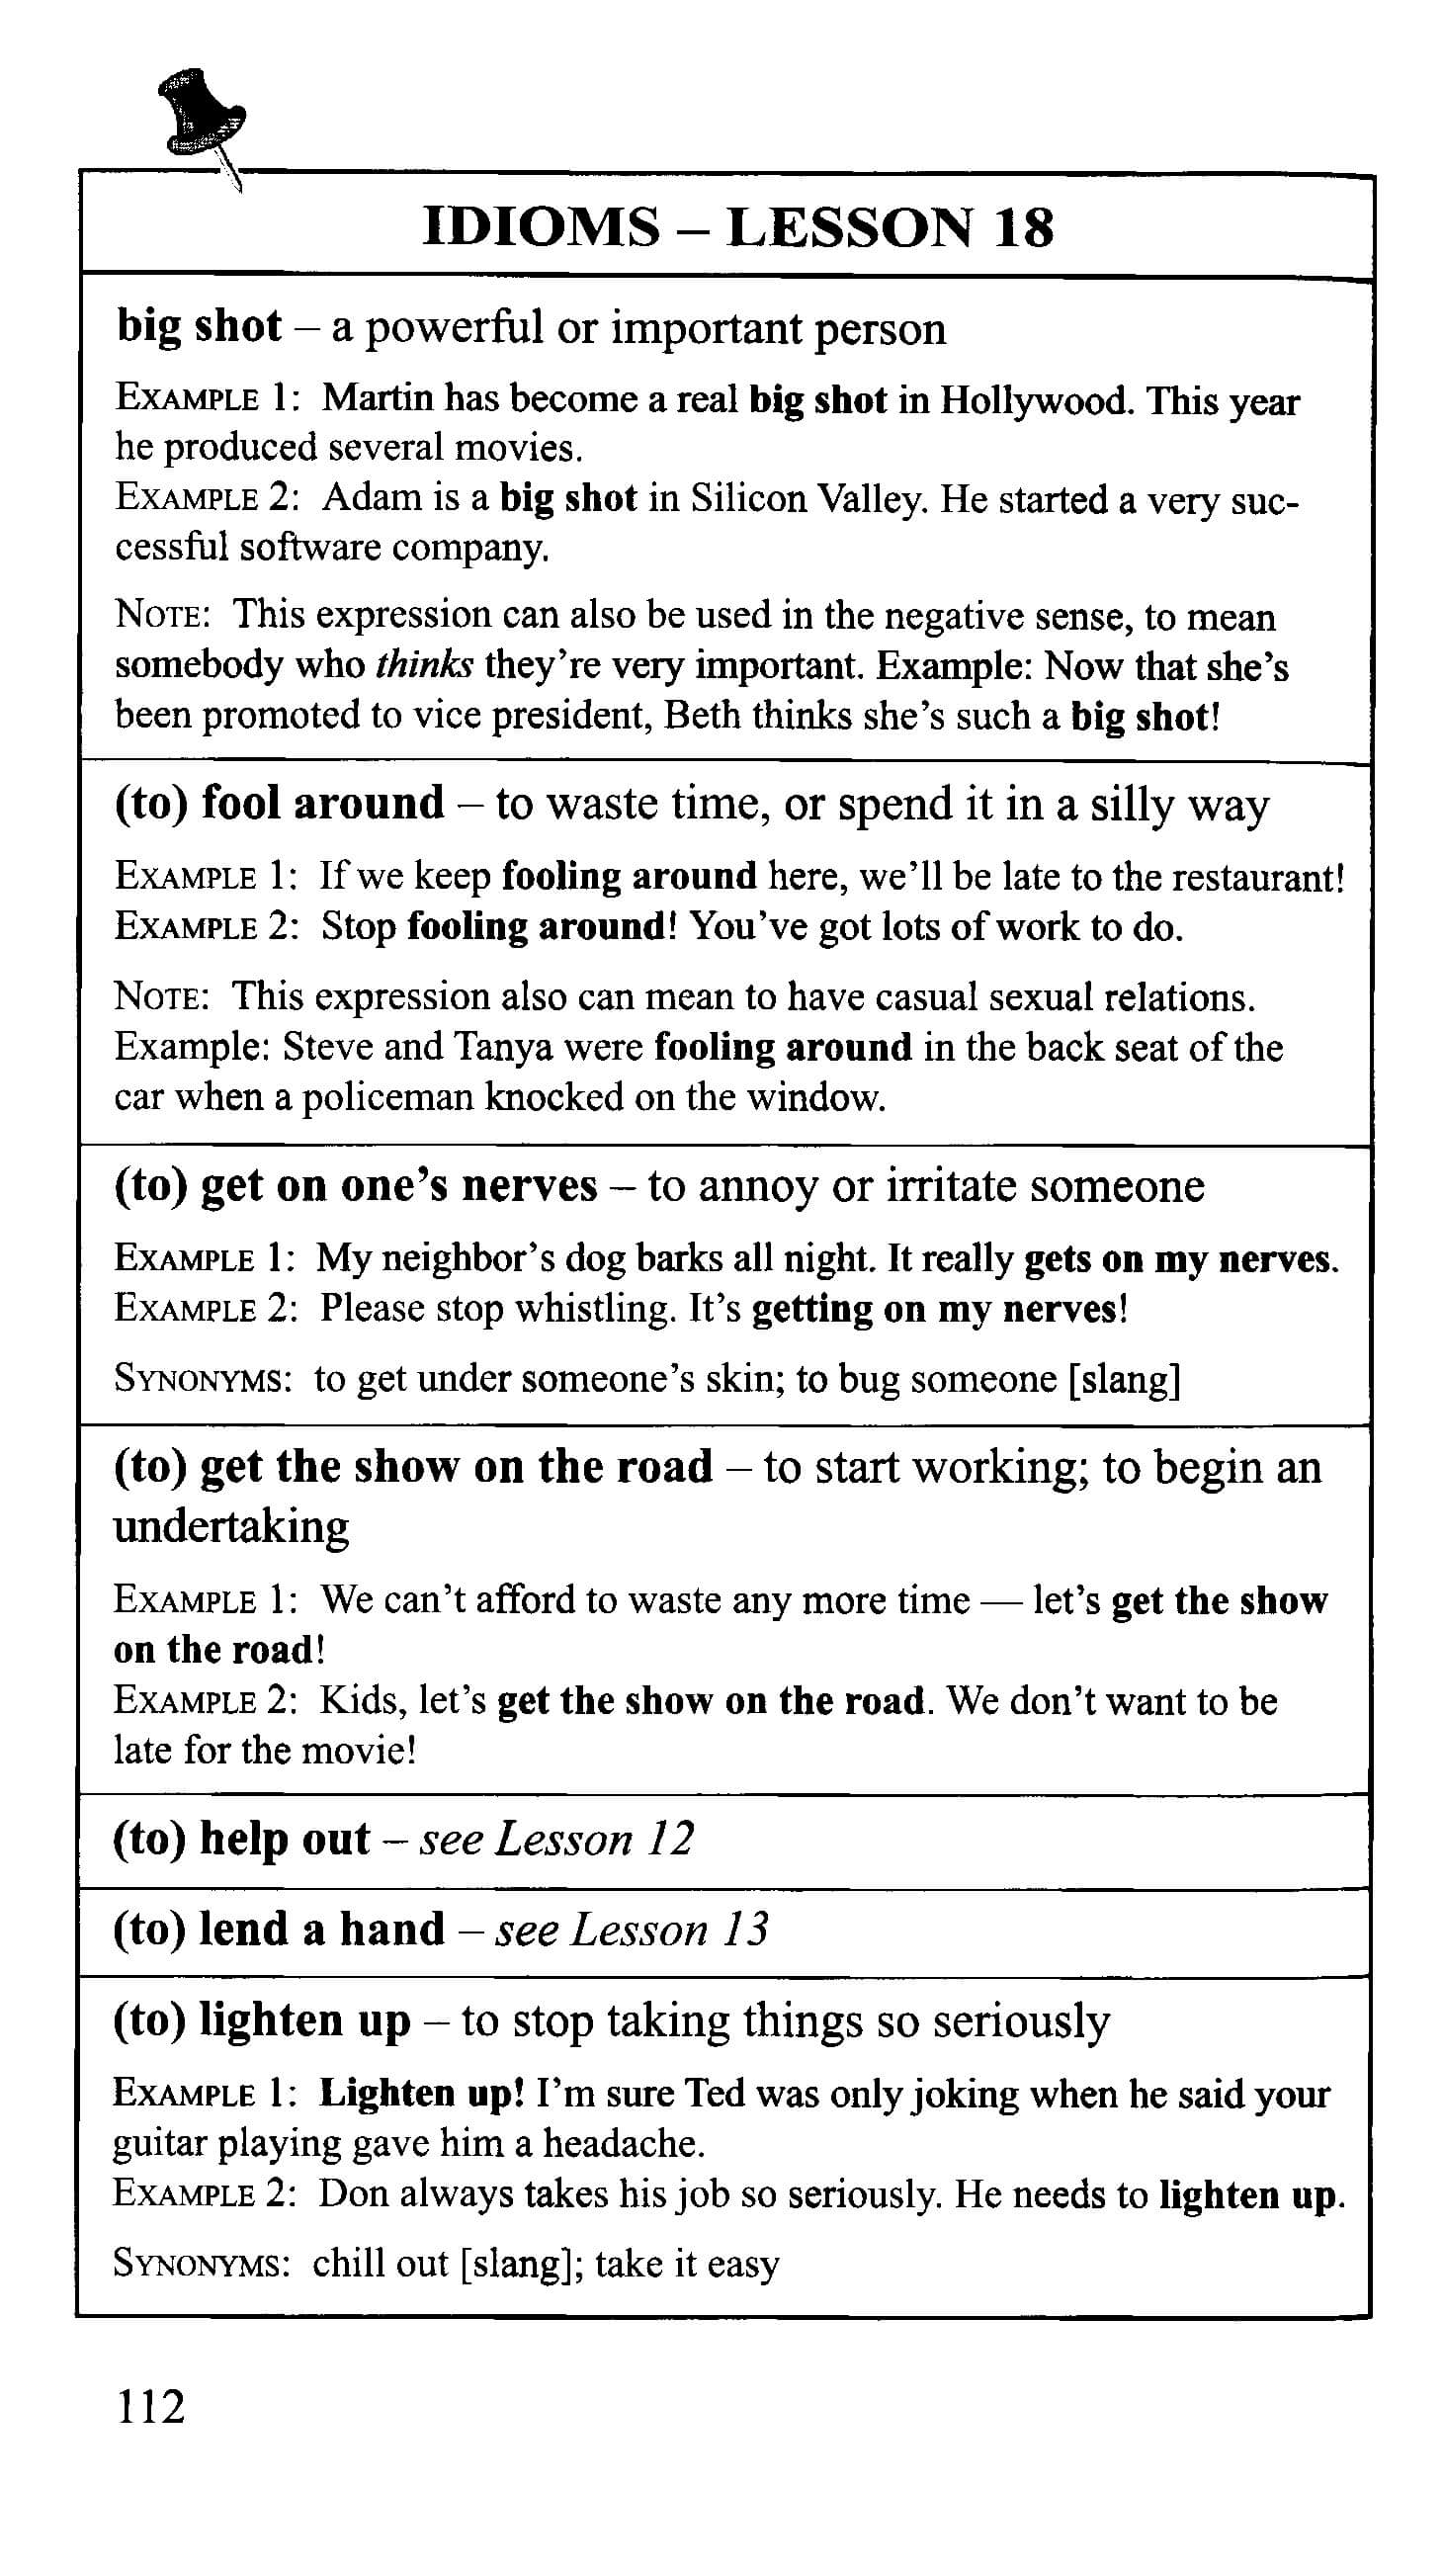 IDIOMS – LESSON 18
big shot – a powerful or important person
EXAMPLE 1: Martin has become a real big shot in Hollywood. This year
he produced several movies.
EXAMPLE 2: Adam is a big shot in Silicon Valley. He started a very suc-
cessful software company.
NOTE: This expression can also be used in the negative sense, to mean
somebody who thinks they're very important. Example: Now that she's
been promoted to vice president, Beth thinks she's such a big shot!
(to) fool around – to waste time, or spend it in a silly way
EXAMPLE 1: If we keep fooling around here, we'll be late to the restaurant!
EXAMPLE 2: Stop fooling around! You've got lots of work to do.
NOTE: This expression also can mean to have casual sexual relations.
Example: Steve and Tanya were fooling around in the back seat of the
car when a policeman knocked on the window.
(to) get on one's nerves – to annoy or irritate someone
EXAMPLE 1: My neighbor's dog barks all night. It really gets on my nerves.
EXAMPLE 2: Please stop whistling. It's getting on my nerves!
SYNONYMS: to get under someone's skin; to bug someone [slang]
(to) get the show on the road – to start working; to begin an
undertaking
EXAMPLE 1: We can't afford to waste any more time — let's get the show
on the road!
EXAMPLE 2: Kids, let's get the show on the road. We don't want to be
late for the movie!
(to) help out – see Lesson 12
(to) lend a hand – see Lesson 13
(to) lighten up – to stop taking things so seriously
EXAMPLE 1: Lighten up! I'm sure Ted was only joking when he said your
guitar playing gave him a headache.
EXAMPLE 2: Don always takes his job so seriously. He needs to lighten up.
SYNONYMS: chill out [slang]; take it easy
112